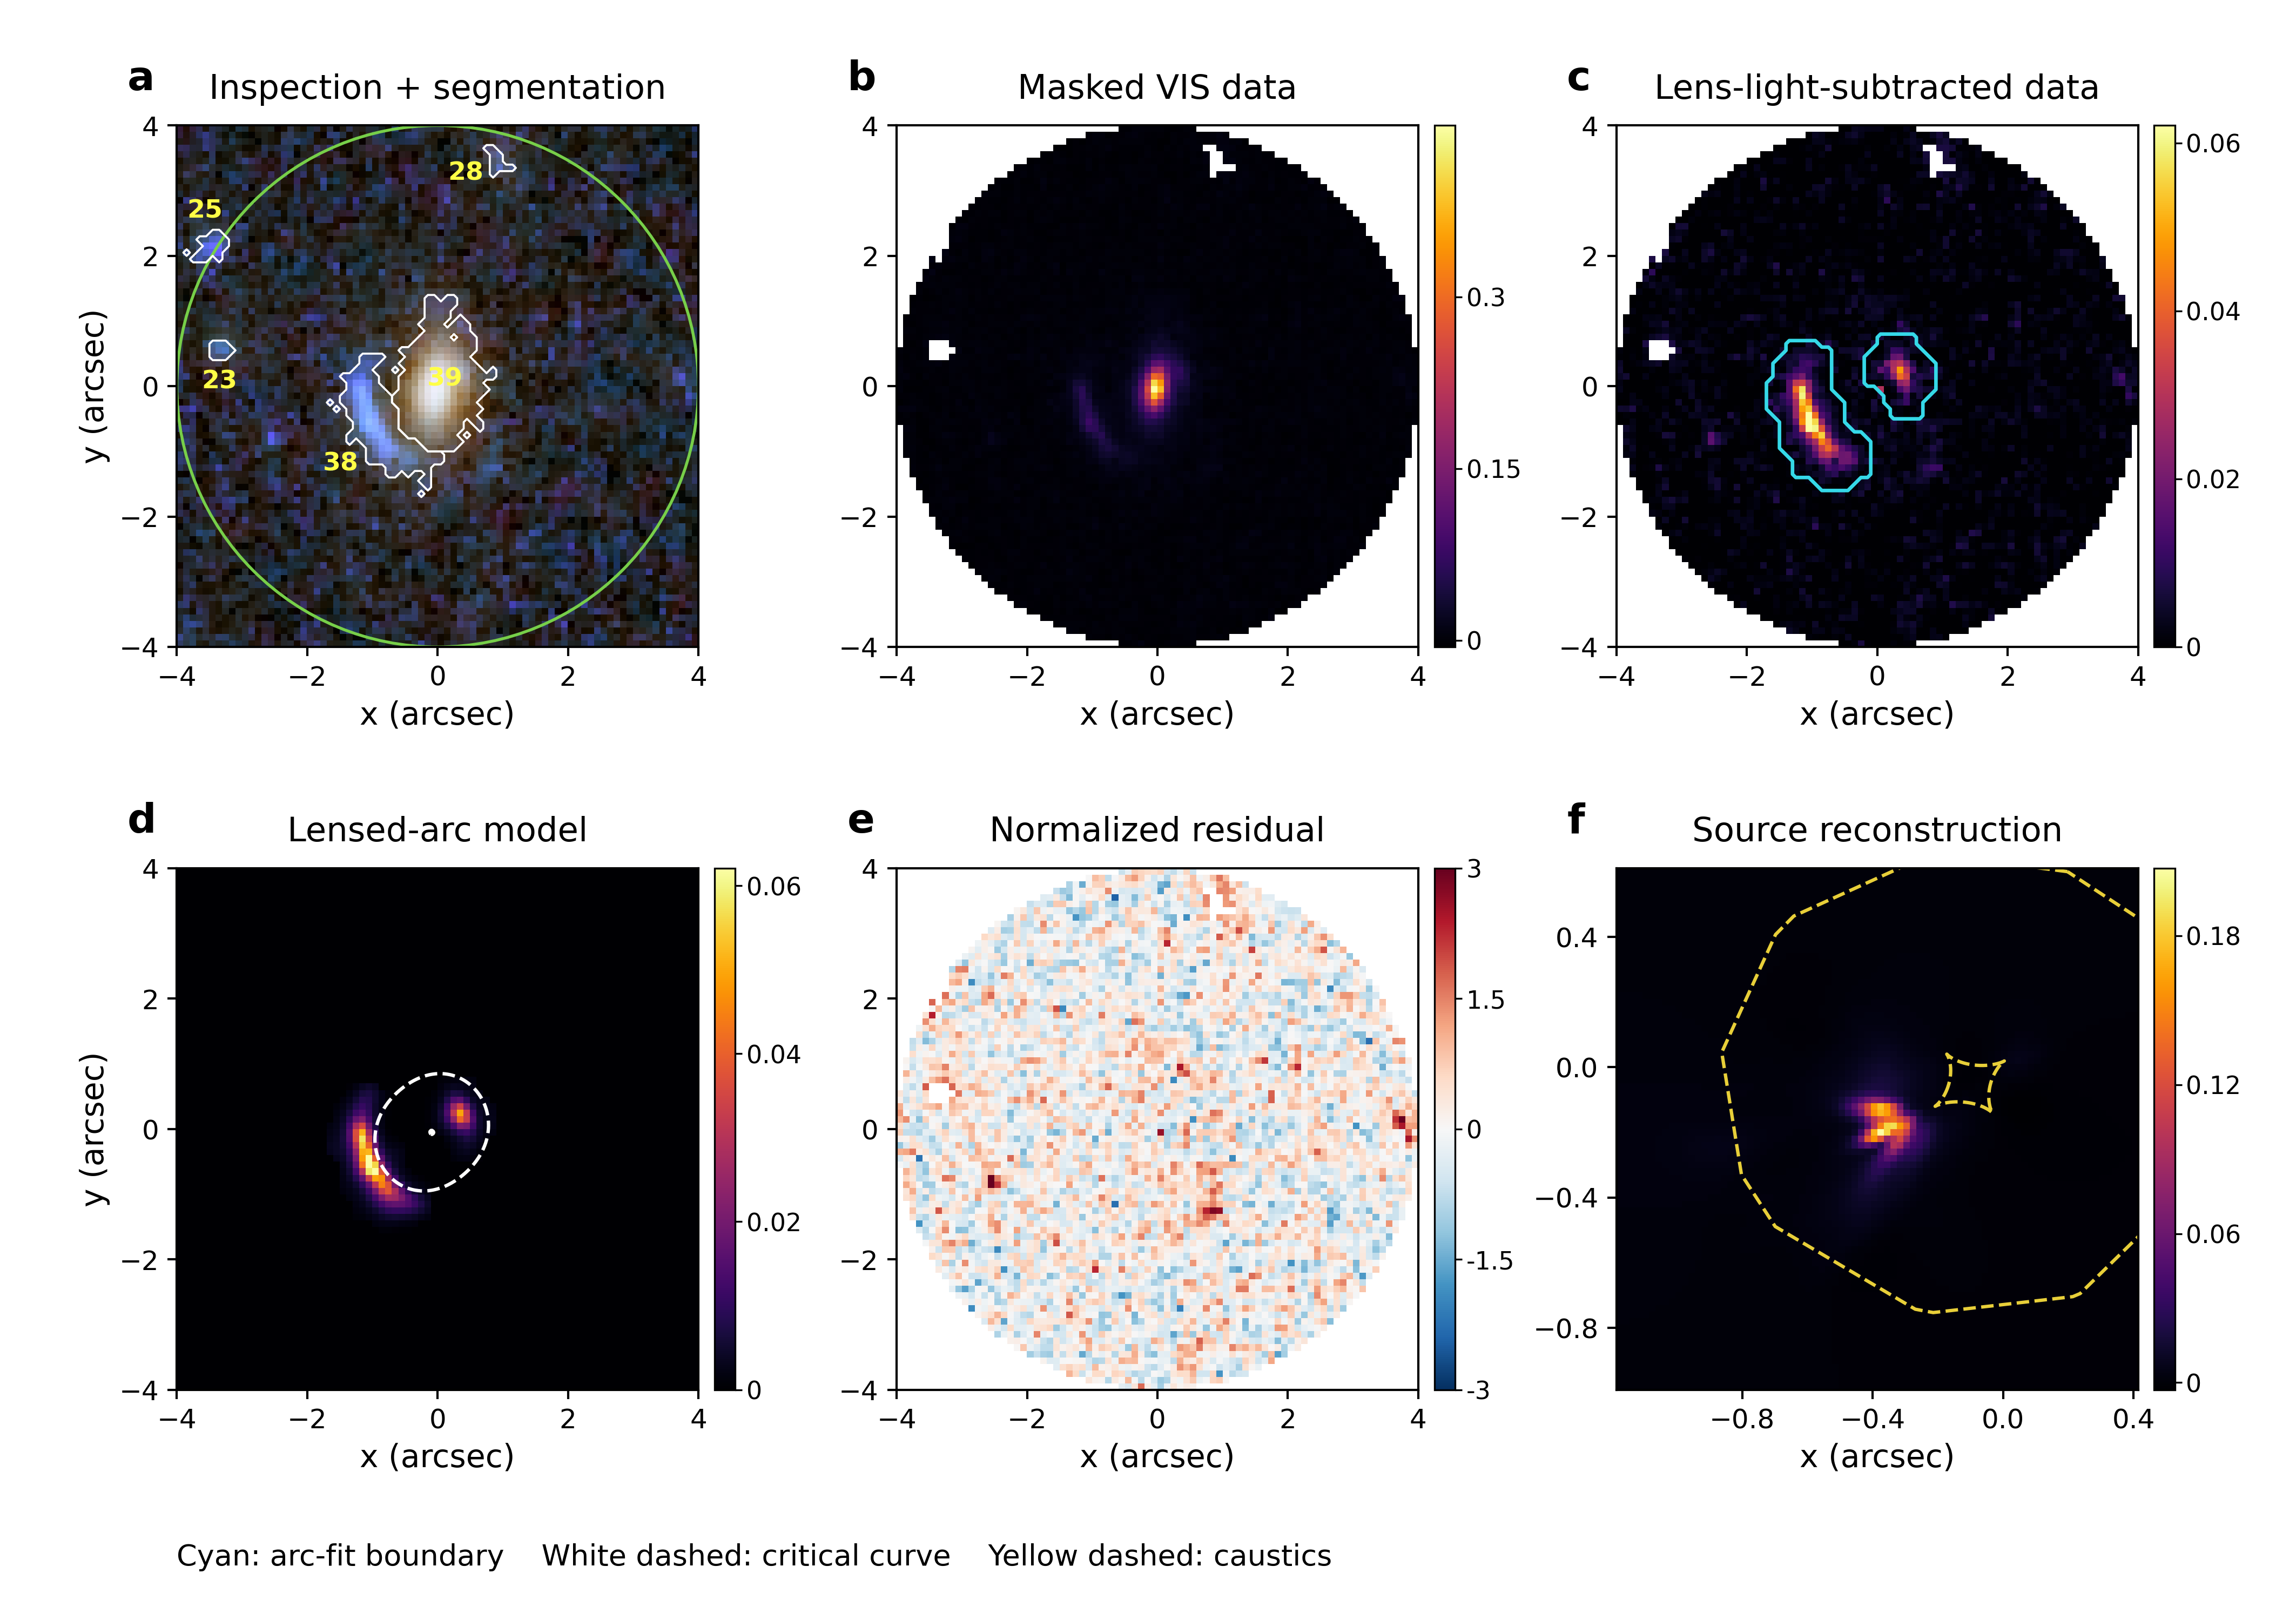 a Inspection + segmentation
4
2
0
−2
−4
−4 −2 0 2 4
x (arcsec)
y (arcsec)
28
25
23
39
38
b Masked VIS data
4
2
0
−2
−4
−4 −2 0 2 4
x (arcsec)
0.3
0.15
0
c Lens-light-subtracted data
4
2
0
−2
−4
−4 −2 0 2 4
x (arcsec)
0.06
0.04
0.02
0
d Lensed-arc model
4
2
0
−2
−4
−4 −2 0 2 4
x (arcsec)
y (arcsec)
0.06
0.04
0.02
0
e Normalized residual
4
2
0
−2
−4
−4 −2 0 2 4
x (arcsec)
3
1.5
0
-1.5
-3
f Source reconstruction
0.4
0.0
−0.4
−0.8
−0.8 −0.4 0.0 0.4
x (arcsec)
0.18
0.12
0.06
0
Cyan: arc-fit boundary White dashed: critical curve Yellow dashed: caustics